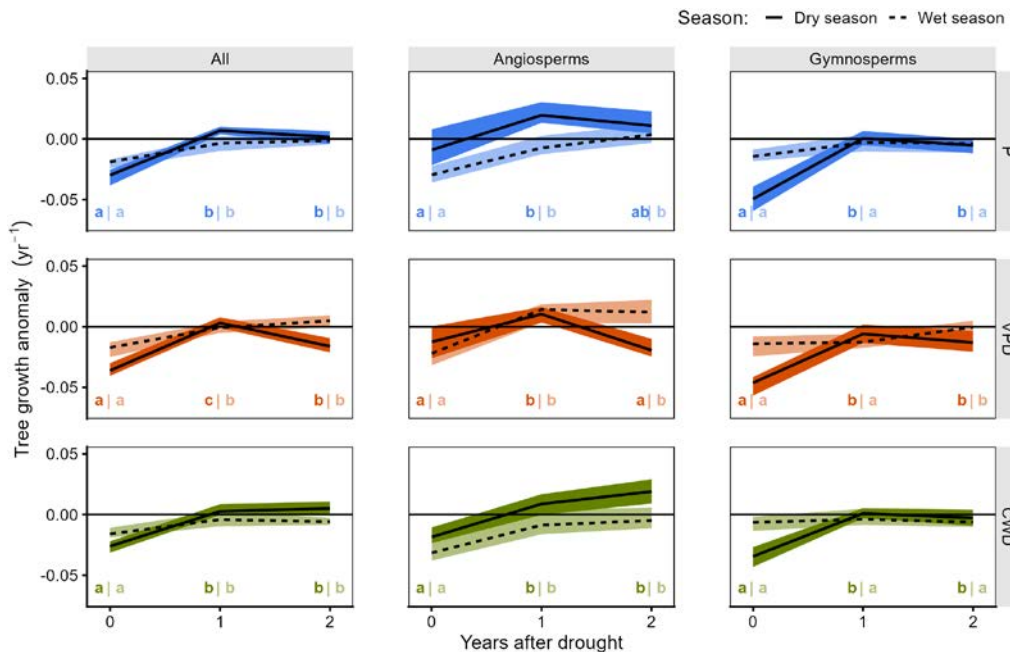 Season: Dry season Wet season
All Angiosperms Gymnosperms
Tree growth anomaly (yr⁻¹)
0.05
0.00
-0.05
a| a b| b b| b
a| a b| b ab| b
a| a b| a b| a
P
0.05
0.00
-0.05
a| a c| b b| b
a| a b| b a| b
a| a b| a b| b
VPD
0.05
0.00
-0.05
a| a b| b b| b
a| a b| b b| b
a| a b| a b| a
CWD
0 1 2 0 1 2 0 1 2
Years after drought